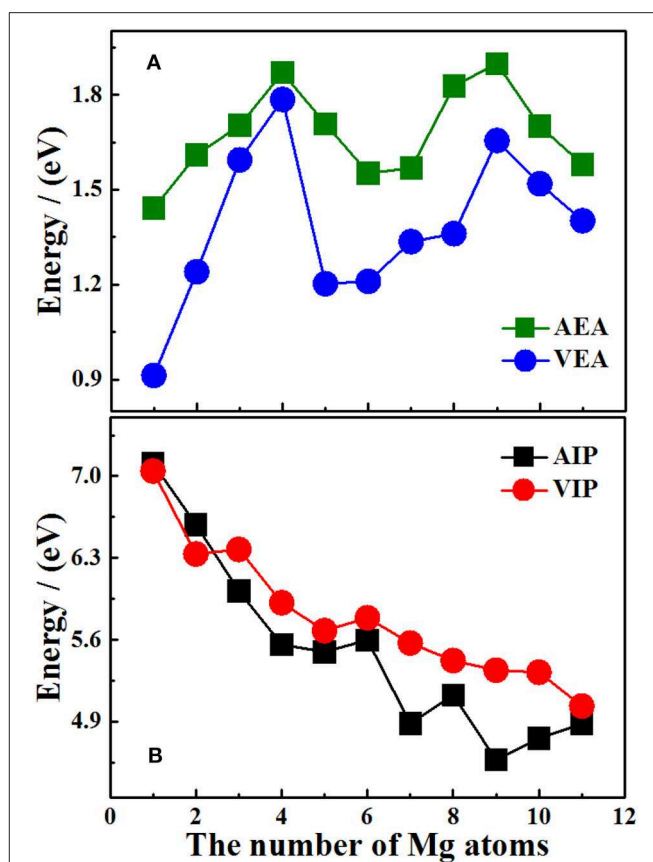 A
1.8
1.5
1.2
0.9
Energy / (eV)
AEA
VEA
7.0
6.3
5.6
4.9
Energy / (eV)
AIP
VIP
B
0 2 4 6 8 10 12
The number of Mg atoms